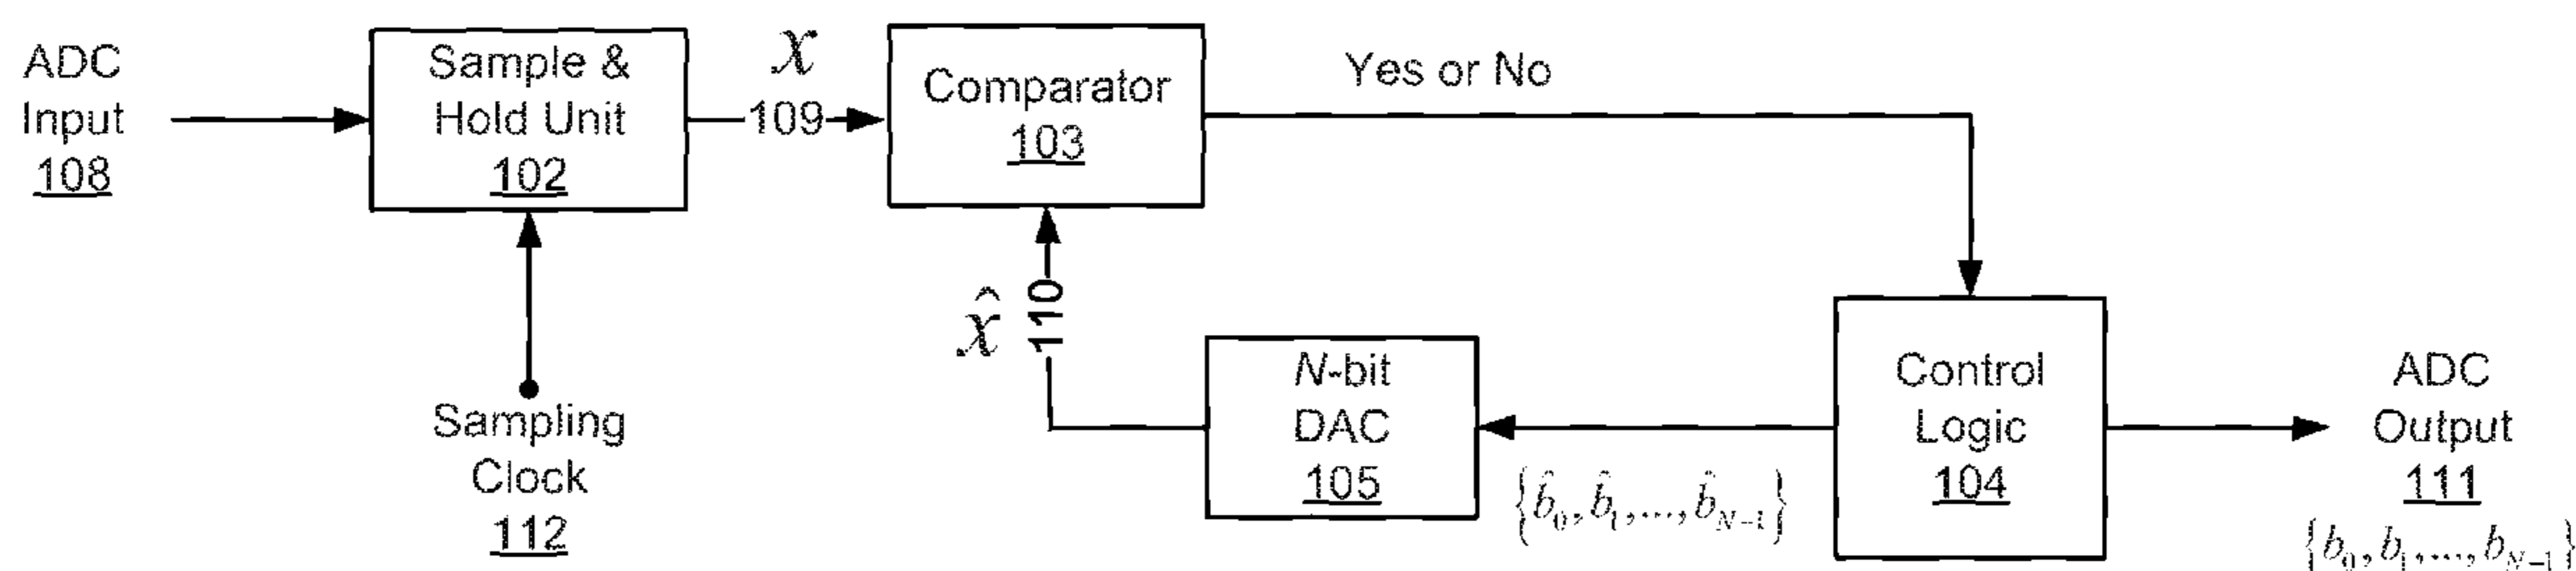 ADC
Input
108
Sample &
Hold Unit
102
Sampling
Clock
112
x
109
Comparator
103
Yes or No
x̂
110
N-bit
DAC
105
{b̂₀, b̂₁,..., b̂_{N-1}}
Control
Logic
104
ADC
Output
111
{b₀, b₁,..., b_{N-1}}